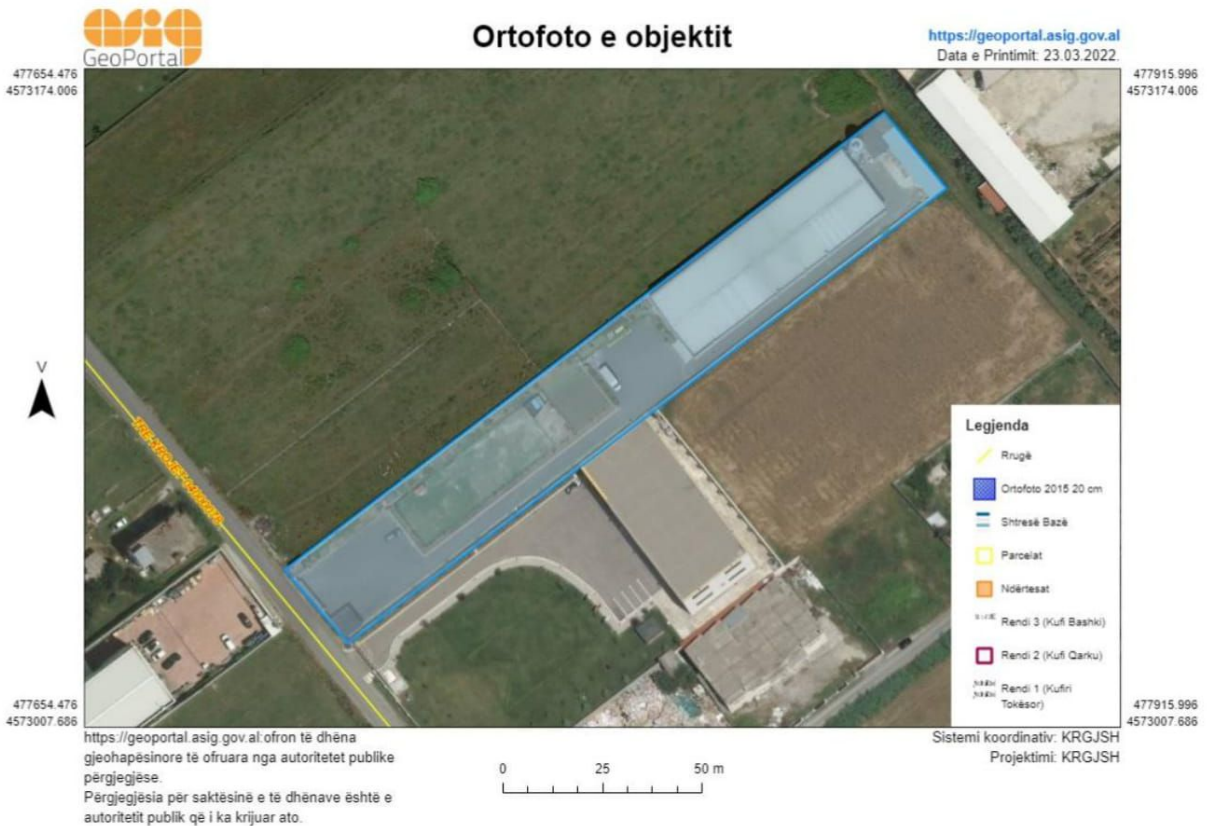 asig
GeoPortal
Ortofoto e objektit
https://geoportal.asig.gov.al
Data e Printimit: 23.03.2022.
477654.476
4573174.006
477915.996
4573174.006
V
Legjenda
Rrugë
Ortofoto 2015 20 cm
Shtresë Bazë
Parcelat
Ndërtesat
Rendi 3 (Kufi Bashki)
Rendi 2 (Kufi Qarku)
Rendi 1 (Kufiri
Tokësor)
477654.476
4573007.686
477915.996
4573007.686
https://geoportal.asig.gov.al:ofron të dhëna
gjeohapësinore të ofruara nga autoritetet publike
përgjegjëse.
Përgjegjësia për saktësinë e të dhënave është e
autoritetit publik që i ka krijuar ato.
0 25 50 m
Sistemi koordinativ: KRGJSH
Projektimi: KRGJSH